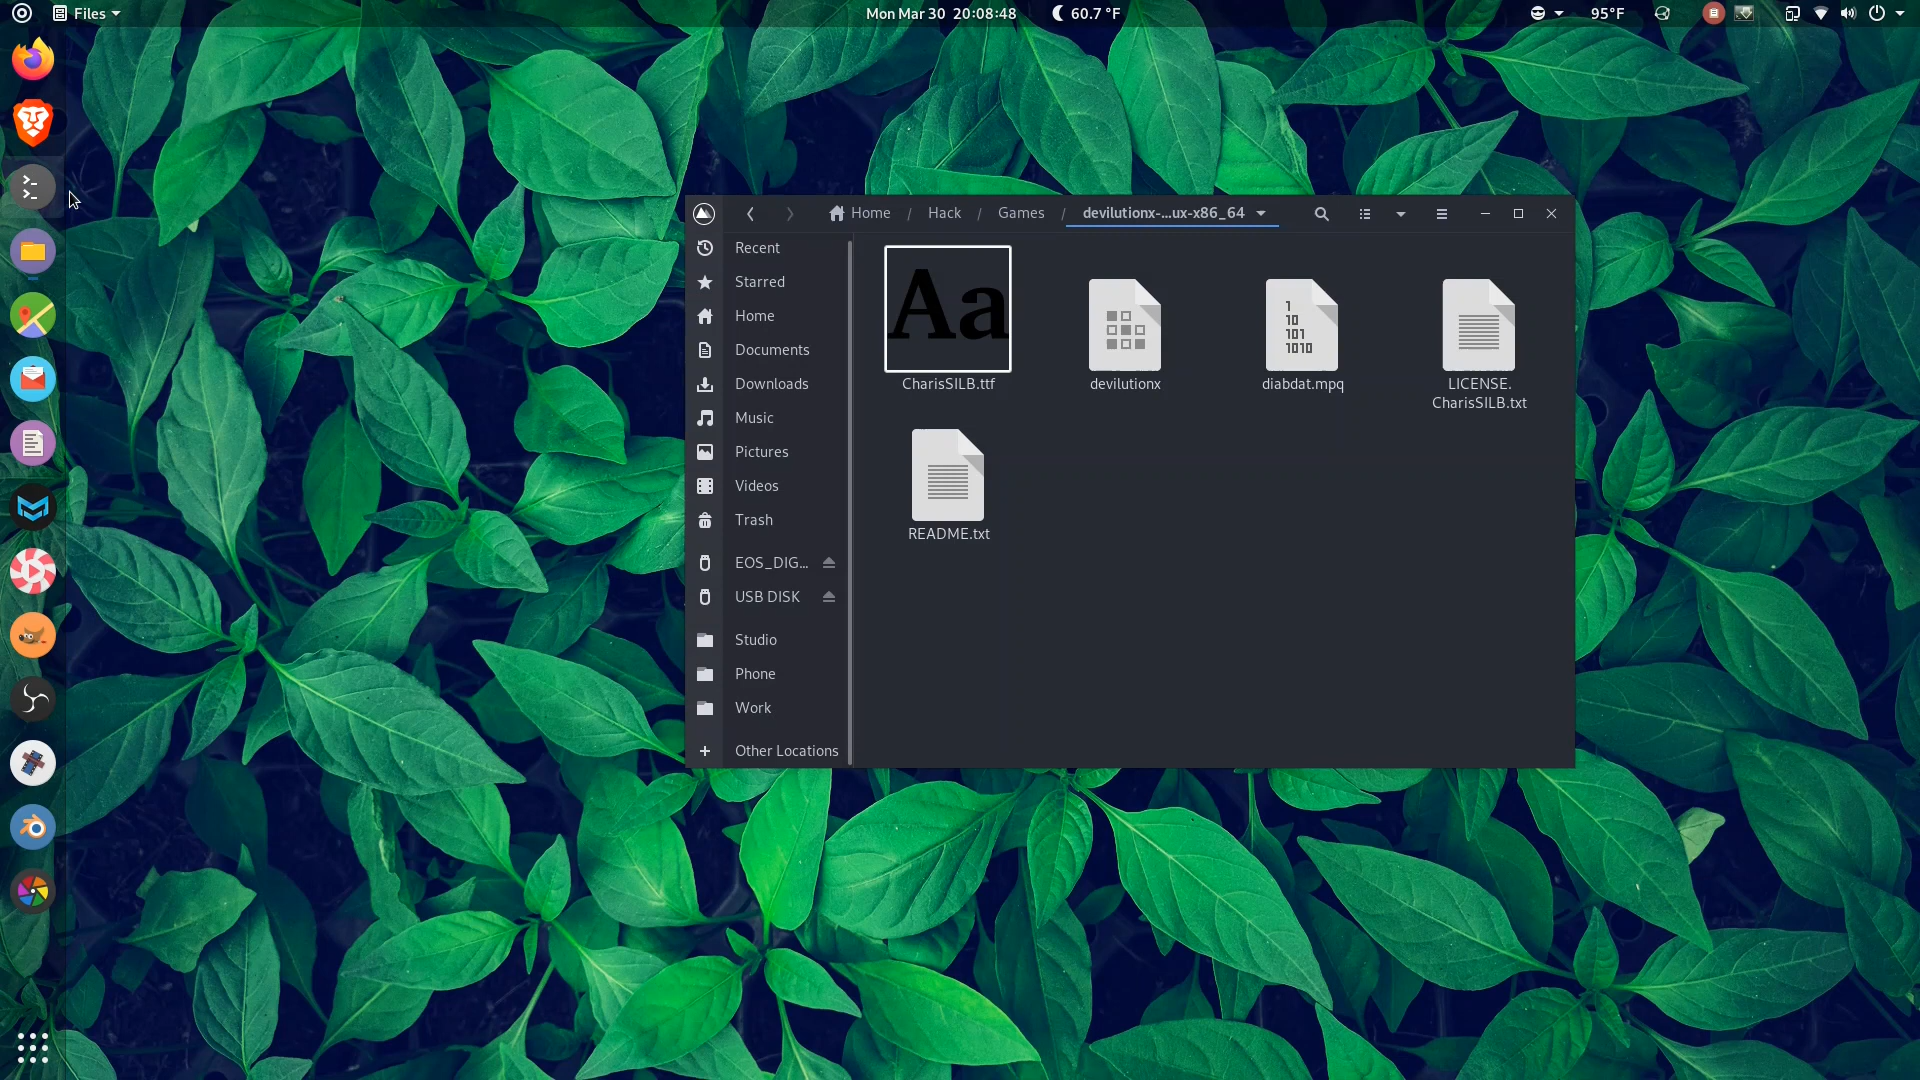 Files
Mon Mar 30 20:08:48
60.7 °F
95°F
Home / Hack / Games / devilutionx-...ux-x86_64
Recent
Starred
Home
Documents
Downloads
Music
Pictures
Videos
Trash
EOS_DIG...
USB DISK
Studio
Phone
Work
Other Locations
Aa
CharisSILB.ttf
devilutionx
1
10
101
1010
diabdat.mpq
LICENSE.
CharisSILB.txt
README.txt